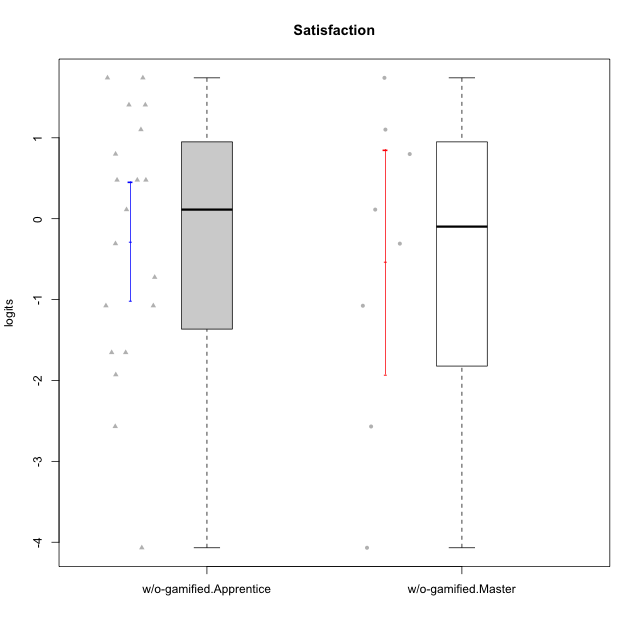 Satisfaction
logits
1
0
-1
-2
-3
-4
w/o-gamified.Apprentice
w/o-gamified.Master